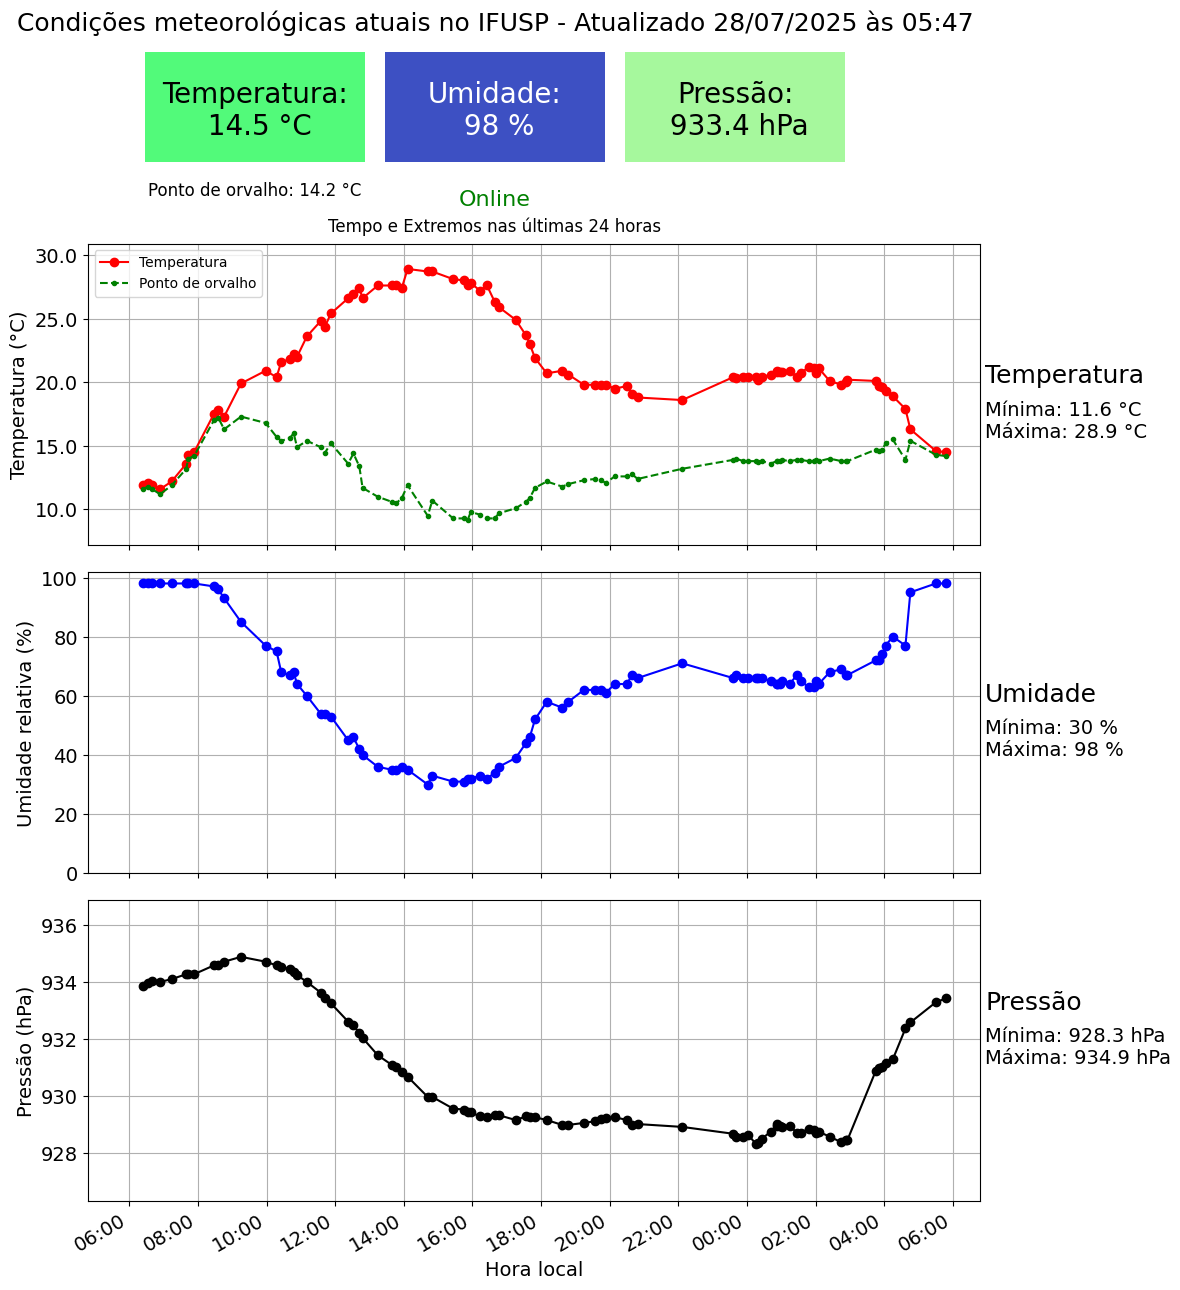 Condições meteorológicas atuais no IFUSP - Atualizado 28/07/2025 às 05:47
Temperatura:
14.5 °C
Umidade:
98 %
Pressão:
933.4 hPa
Ponto de orvalho: 14.2 °C
Online
Tempo e Extremos nas últimas 24 horas
Temperatura (°C)
30.0
25.0
20.0
15.0
10.0
Temperatura
Ponto de orvalho
Temperatura
Mínima: 11.6 °C
Máxima: 28.9 °C
Umidade relativa (%)
100
80
60
40
20
0
Umidade
Mínima: 30 %
Máxima: 98 %
Pressão (hPa)
936
934
932
930
928
Pressão
Mínima: 928.3 hPa
Máxima: 934.9 hPa
06:00 08:00 10:00 12:00 14:00 16:00 18:00 20:00 22:00 00:00 02:00 04:00 06:00
Hora local